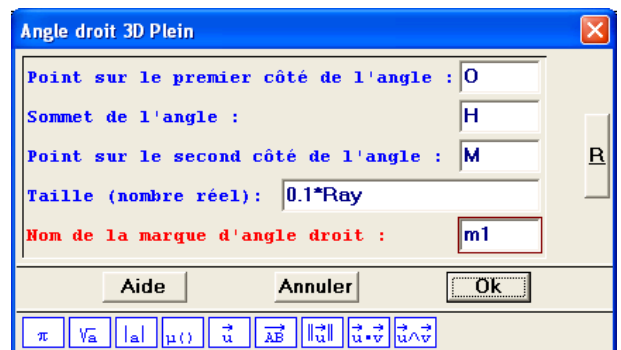 Angle droit 3D Plein
Point sur le premier côté de l'angle : O
Sommet de l'angle : H
Point sur le second côté de l'angle : M
R
Taille (nombre réel): 0.1*Ray
Nom de la marque d'angle droit : m1
Aide Annuler Ok
π √a |a| μ() u⃗ AB⃗ ‖u⃗‖ u⃗•v⃗ u⃗∧v⃗